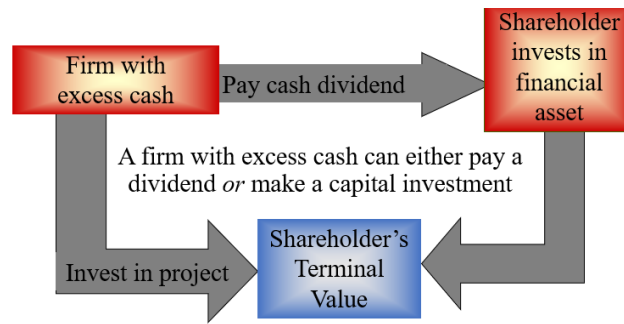 Firm with
excess cash
Pay cash dividend
Shareholder
invests in
financial
asset
A firm with excess cash can either pay a
dividend or make a capital investment
Invest in project
Shareholder’s
Terminal
Value